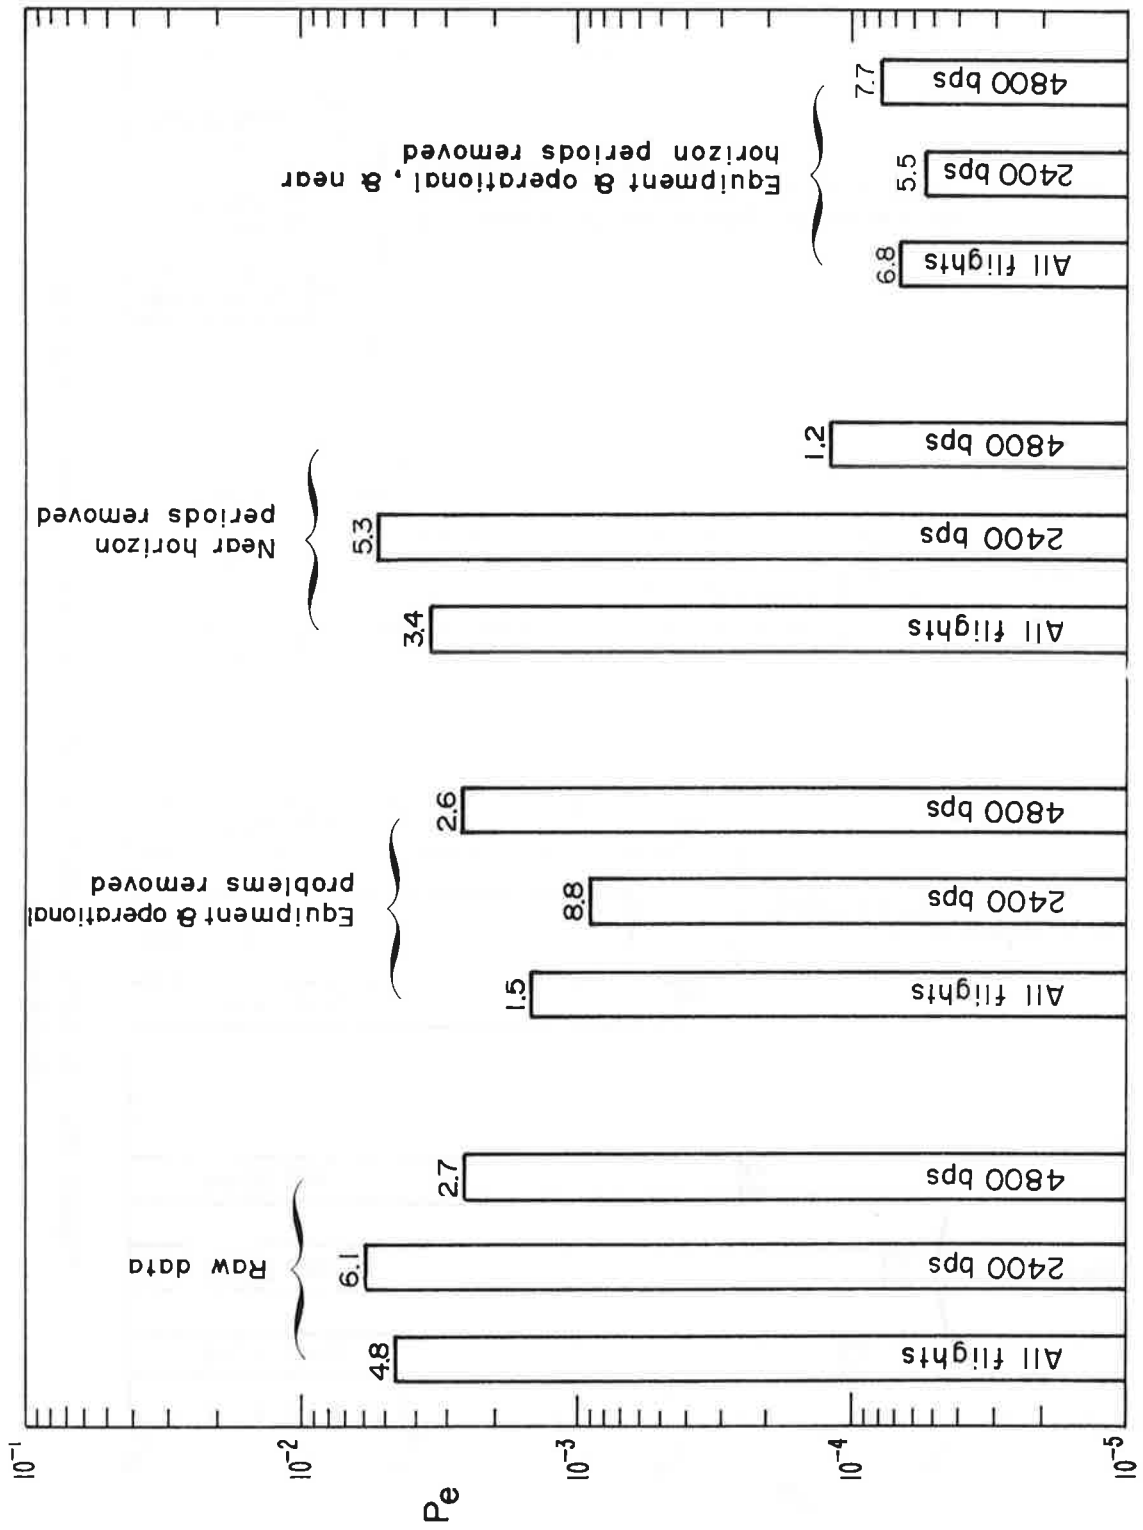 10⁻¹
10⁻²
10⁻³
10⁻⁴
10⁻⁵
Pe
Raw data
4.8
All flights
6.1
2400 bps
2.7
4800 bps
Equipment & operational
problems removed
1.5
All flights
8.8
2400 bps
2.6
4800 bps
Near horizon
periods removed
3.4
All flights
5.3
2400 bps
1.2
4800 bps
Equipment & operational, & near
horizon periods removed
6.8
All flights
5.5
2400 bps
7.7
4800 bps